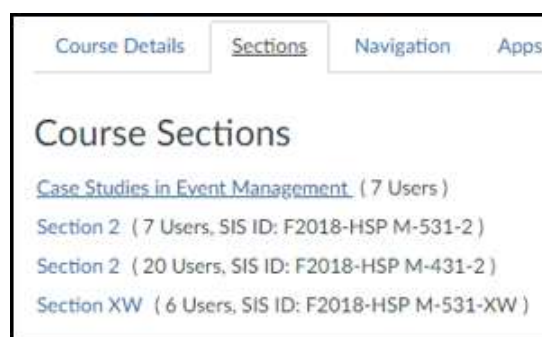 Course Details Sections Navigation Apps
Course Sections
Case Studies in Event Management ( 7 Users )
Section 2 ( 7 Users, SIS ID: F2018-HSP M-531-2 )
Section 2 ( 20 Users, SIS ID: F2018-HSP M-431-2 )
Section XW ( 6 Users, SIS ID: F2018-HSP M-531-XW )